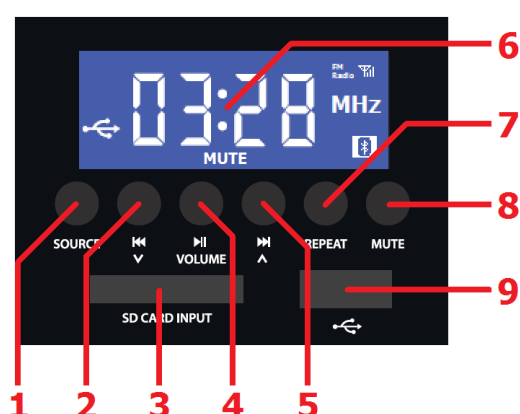 6
FM
Radio
03:28
MHz
7
MUTE
8
SOURCE
REPEAT
MUTE
VOLUME
9
SD CARD INPUT
1 2 3 4 5